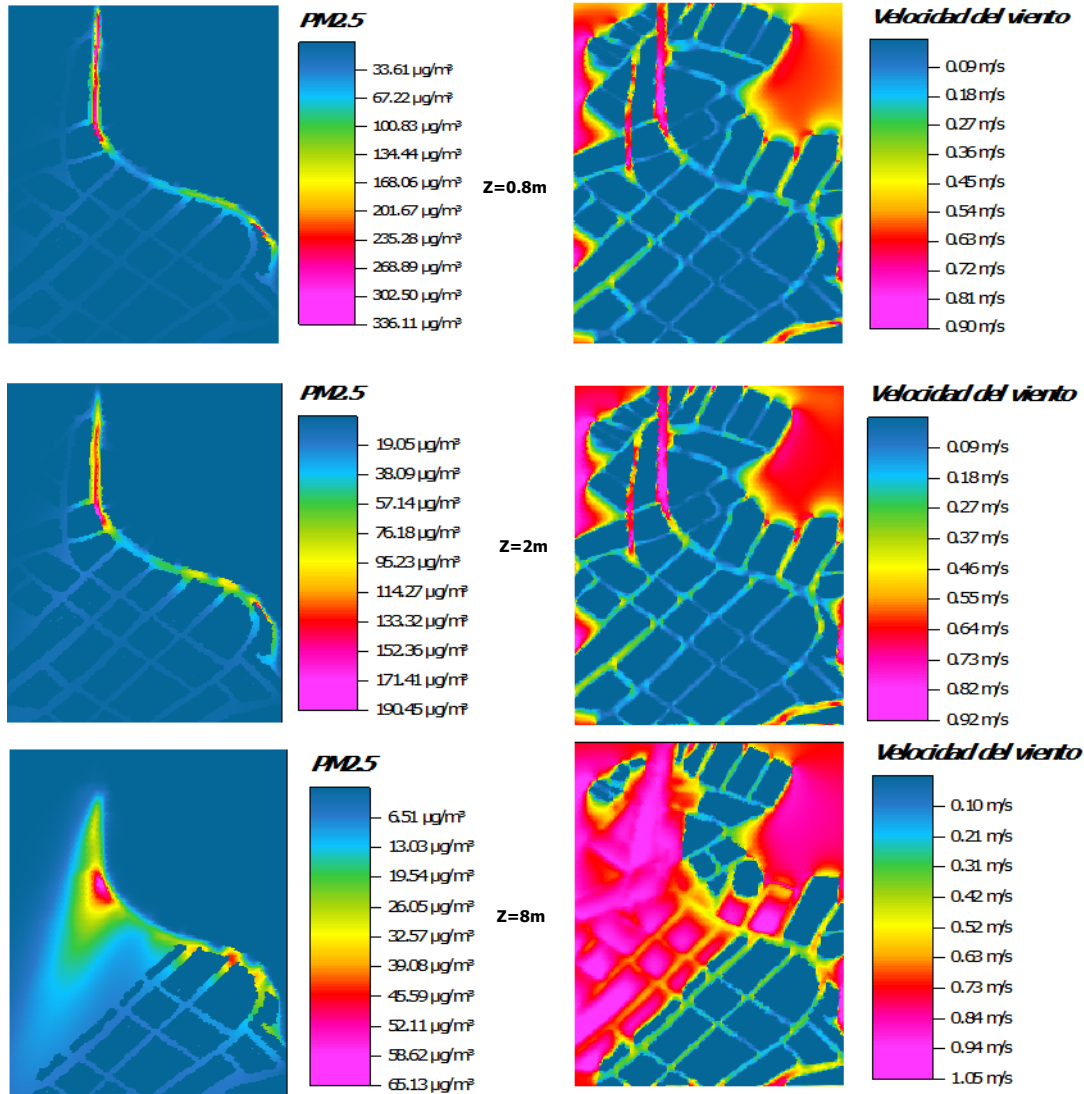 PM2.5
33.61 µg/m³
67.22 µg/m³
100.83 µg/m³
134.44 µg/m³
168.06 µg/m³
201.67 µg/m³
235.28 µg/m³
268.89 µg/m³
302.50 µg/m³
336.11 µg/m³
Z=0.8m
Velocidad del viento
0.09 m/s
0.18 m/s
0.27 m/s
0.36 m/s
0.45 m/s
0.54 m/s
0.63 m/s
0.72 m/s
0.81 m/s
0.90 m/s
PM2.5
19.05 µg/m³
38.09 µg/m³
57.14 µg/m³
76.18 µg/m³
95.23 µg/m³
114.27 µg/m³
133.32 µg/m³
152.36 µg/m³
171.41 µg/m³
190.45 µg/m³
Z=2m
Velocidad del viento
0.09 m/s
0.18 m/s
0.27 m/s
0.37 m/s
0.46 m/s
0.55 m/s
0.64 m/s
0.73 m/s
0.82 m/s
0.92 m/s
PM2.5
6.51 µg/m³
13.03 µg/m³
19.54 µg/m³
26.05 µg/m³
32.57 µg/m³
39.08 µg/m³
45.59 µg/m³
52.11 µg/m³
58.62 µg/m³
65.13 µg/m³
Z=8m
Velocidad del viento
0.10 m/s
0.21 m/s
0.31 m/s
0.42 m/s
0.52 m/s
0.63 m/s
0.73 m/s
0.84 m/s
0.94 m/s
1.05 m/s